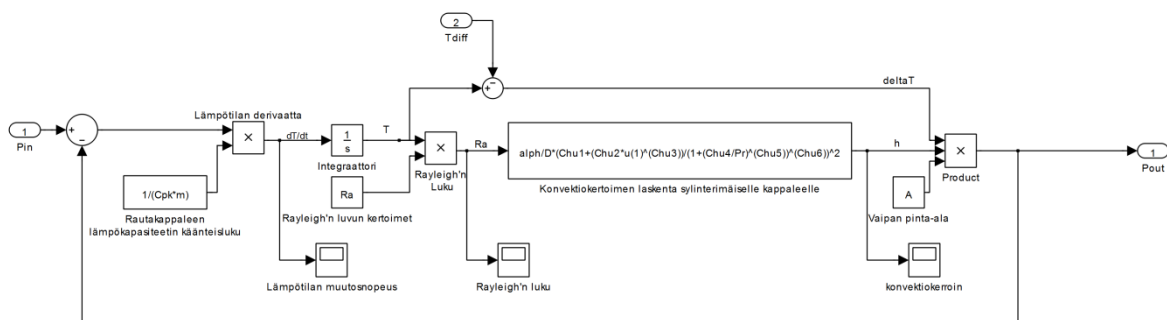 2
Tdiff
−
+
deltaT
1
Pin
+
−
Lämpötilan derivaatta
×
dT/dt
1
s
Integraattori
T
×
Rayleigh'n
Luku
Ra
alph/D*(Chu1+(Chu2*u(1)^(Chu3))/(1+(Chu4/Pr)^(Chu5))^(Chu6))^2
Konvektiokertoimen laskenta sylinterimäiselle kappaleelle
h
×
Product
1
Pout
1/(Cpk*m)
Rautakappaleen
lämpökapasiteetin käänteisluku
Ra
Rayleigh'n luvun kertoimet
A
Vaipan pinta-ala
Lämpötilan muutosnopeus
Rayleigh'n luku
konvektiokerroin